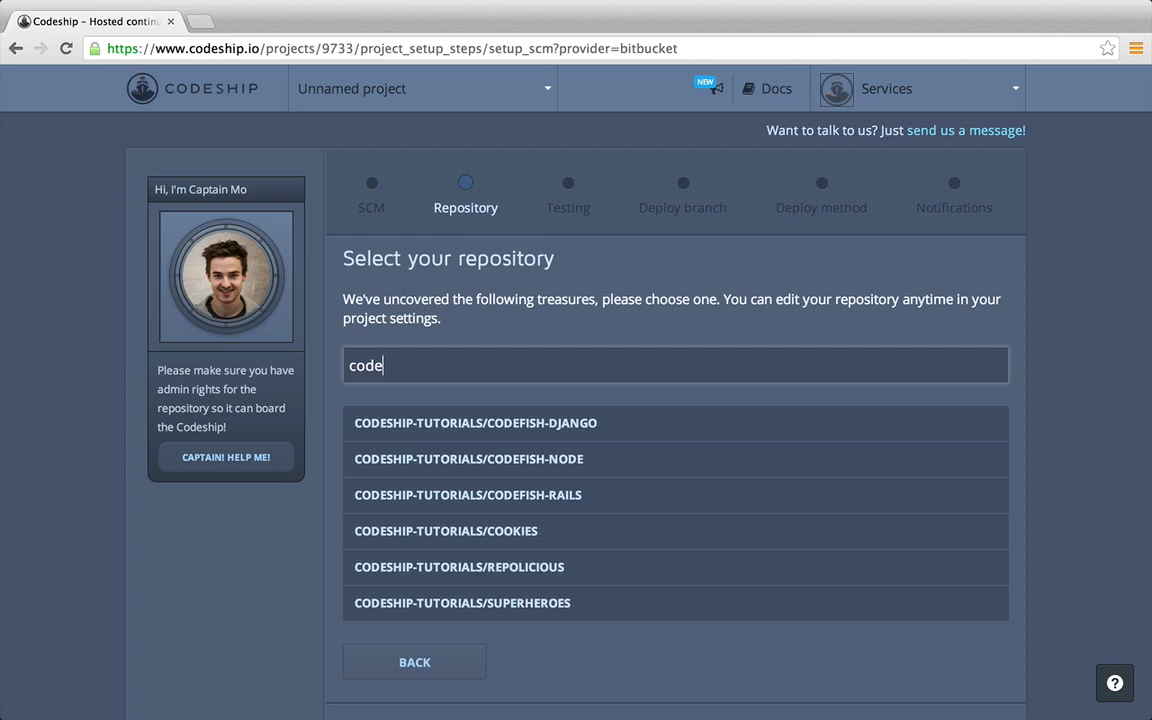 Codeship – Hosted contin
https://www.codeship.io/projects/9733/project_setup_steps/setup_scm?provider=bitbucket
CODESHIP
Unnamed project
NEW
Docs
Services
Want to talk to us? Just send us a message!
Hi, I'm Captain Mo
Please make sure you have
admin rights for the
repository so it can board
the Codeship!
CAPTAIN! HELP ME!
SCM
Repository
Testing
Deploy branch
Deploy method
Notifications
Select your repository
We've uncovered the following treasures, please choose one. You can edit your repository anytime in your
project settings.
code
CODESHIP-TUTORIALS/CODEFISH-DJANGO
CODESHIP-TUTORIALS/CODEFISH-NODE
CODESHIP-TUTORIALS/CODEFISH-RAILS
CODESHIP-TUTORIALS/COOKIES
CODESHIP-TUTORIALS/REPOLICIOUS
CODESHIP-TUTORIALS/SUPERHEROES
BACK
?